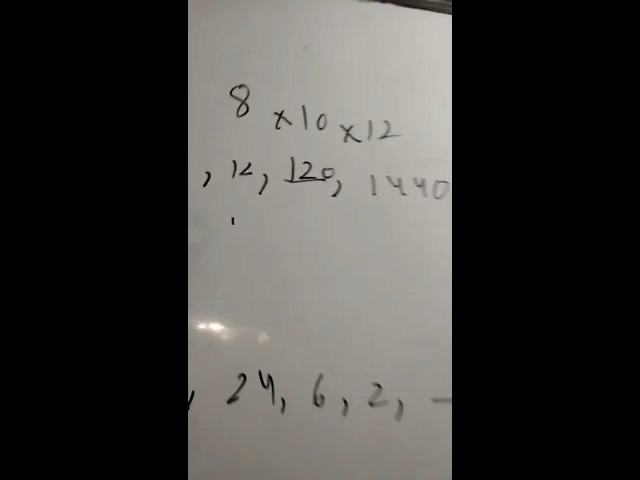 8 x10 x12
, 12, 120, 1440
, 24, 6, 2, —